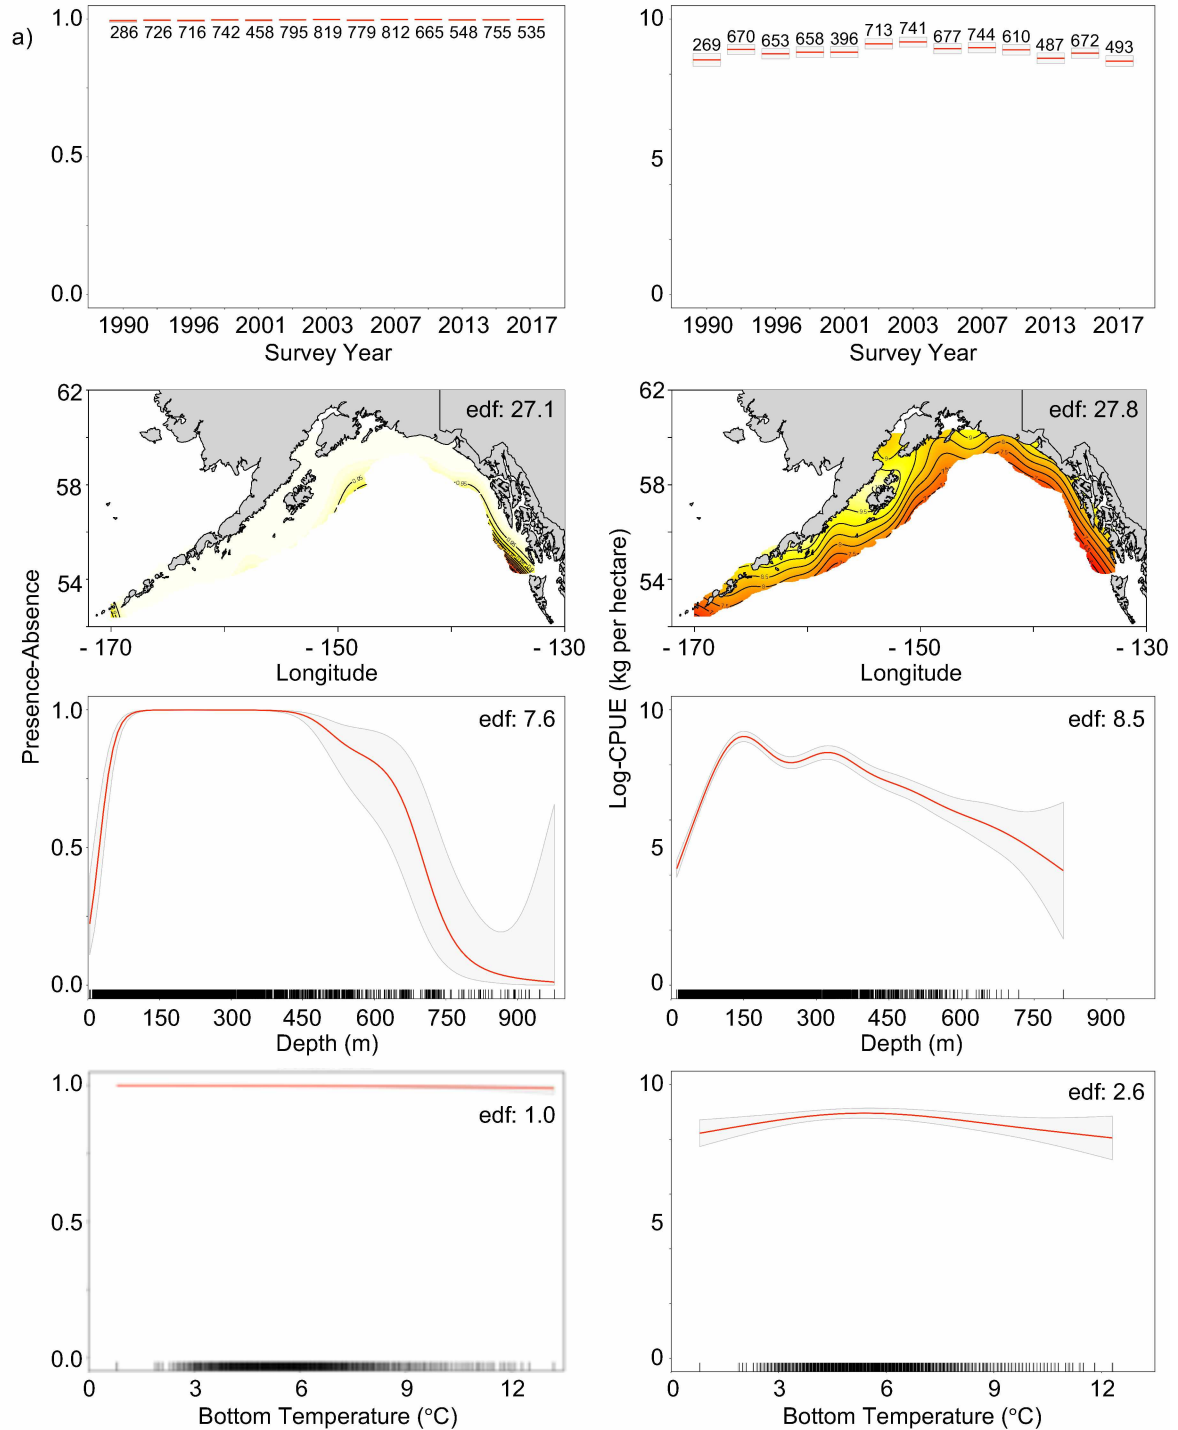 a)
1.0
286 726 716 742 458 795 819 779 812 665 548 755 535
0.5
0.0
1990 1996 2001 2003 2007 2013 2017
Survey Year
10
269 670 653 658 396 713 741 677 744 610 487 672 493
5
0
1990 1996 2001 2003 2007 2013 2017
Survey Year
Presence-Absence
62
edf: 27.1
58
54
- 170 - 150 - 130
Longitude
Log-CPUE (kg per hectare)
62
edf: 27.8
58
54
- 170 - 150 - 130
Longitude
1.0
edf: 7.6
0.5
0.0
0 150 300 450 600 750 900
Depth (m)
10
edf: 8.5
5
0
0 150 300 450 600 750 900
Depth (m)
1.0
edf: 1.0
0.5
0.0
0 3 6 9 12
Bottom Temperature (°C)
10
edf: 2.6
5
0
0 3 6 9 12
Bottom Temperature (°C)